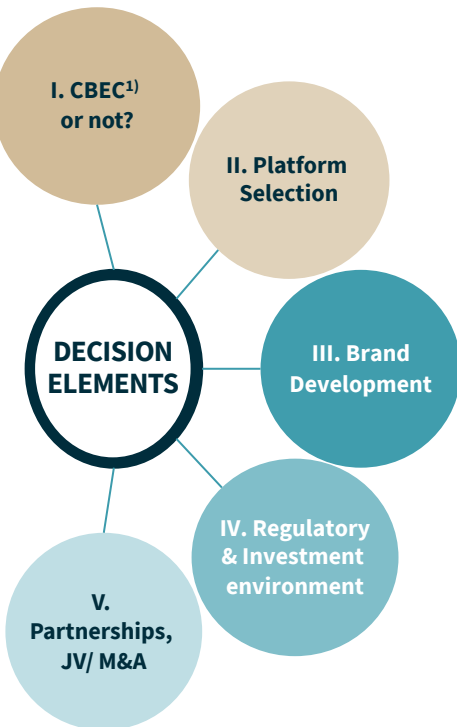 I. CBEC1)
or not?
II. Platform
Selection
DECISION
ELEMENTS
III. Brand
Development
IV. Regulatory
& Investment
environment
V.
Partnerships,
JV/ M&A